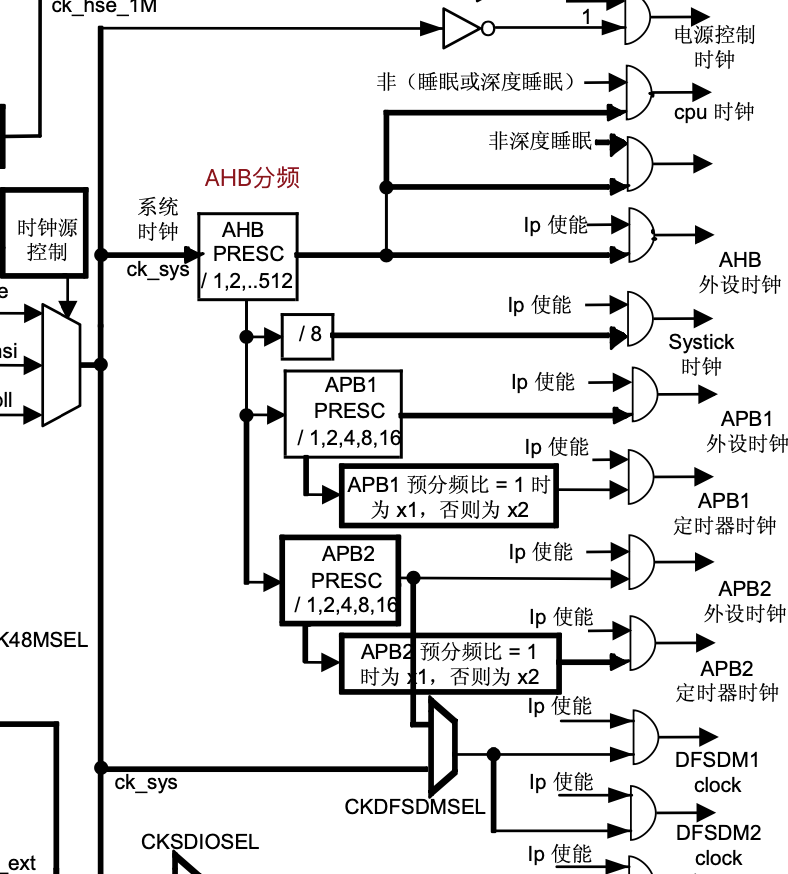 ck_hse_1M
1
电源控制
时钟
非（睡眠或深度睡眠）
cpu 时钟
非深度睡眠
AHB分频
系统
时钟
ck_sys
AHB
PRESC
/ 1,2,..512
时钟源
控制
Ip 使能
AHB
外设时钟
Ip 使能
/ 8
Systick
时钟
APB1
PRESC
/ 1,2,4,8,16
Ip 使能
APB1
外设时钟
Ip 使能
APB1 预分频比 = 1 时
为 x1，否则为 x2
APB1
定时器时钟
APB2
PRESC
/ 1,2,4,8,16
Ip 使能
APB2
外设时钟
Ip 使能
APB2 预分频比 = 1
时为 x1，否则为 x2
APB2
定时器时钟
K48MSEL
Ip 使能
DFSDM1
clock
ck_sys
CKDFSDMSEL
Ip 使能
DFSDM2
clock
CKSDIOSEL
Ip 使能
_ext